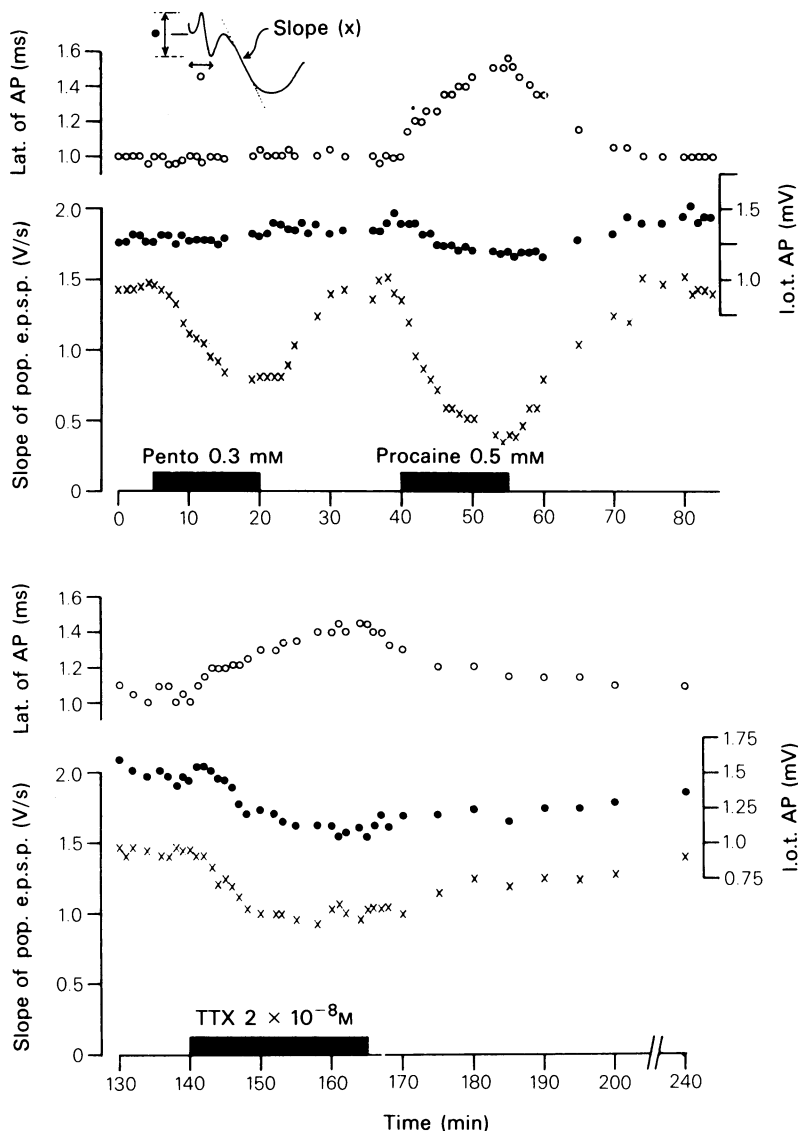 Slope (x)
Lat. of AP (ms)
1.6
1.4
1.2
1.0
Slope of pop. e.p.s.p. (V/s)
2.0
1.5
1.0
0.5
0
l.o.t. AP (mV)
1.5
1.0
Pento 0.3 mM
Procaine 0.5 mM
0 10 20 30 40 50 60 70 80
Lat. of AP (ms)
1.6
1.4
1.2
1.0
Slope of pop. e.p.s.p. (V/s)
2.0
1.5
1.0
0.5
0
l.o.t. AP (mV)
1.75
1.5
1.25
1.0
0.75
TTX 2 × 10⁻⁸M
130 140 150 160 170 180 190 200 240
Time (min)